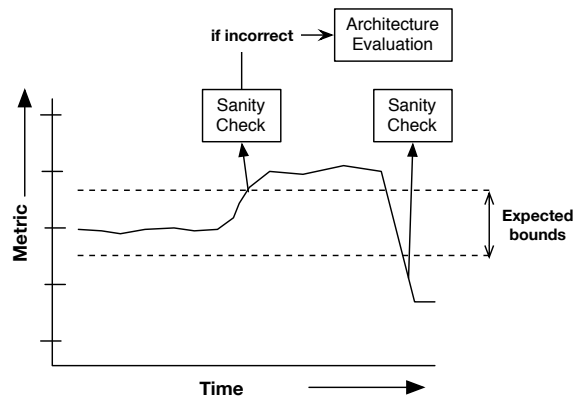 if incorrect
Architecture
Evaluation
Sanity
Check
Sanity
Check
Metric
Expected
bounds
Time